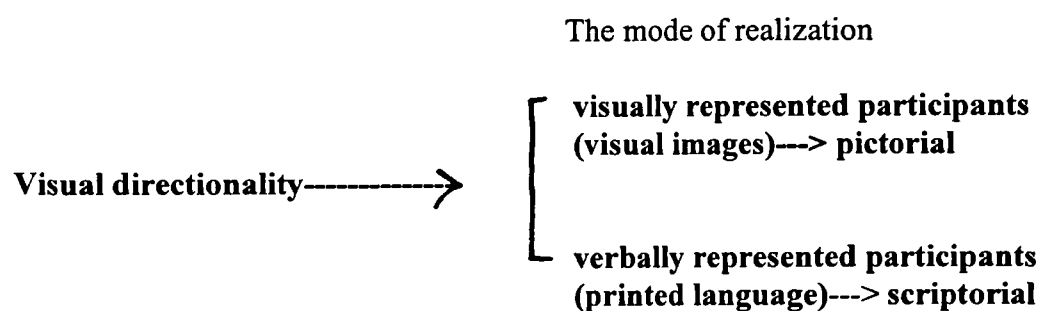 The mode of realization
visually represented participants
(visual images)---> pictorial
Visual directionality------------->
verbally represented participants
(printed language)---> scriptorial